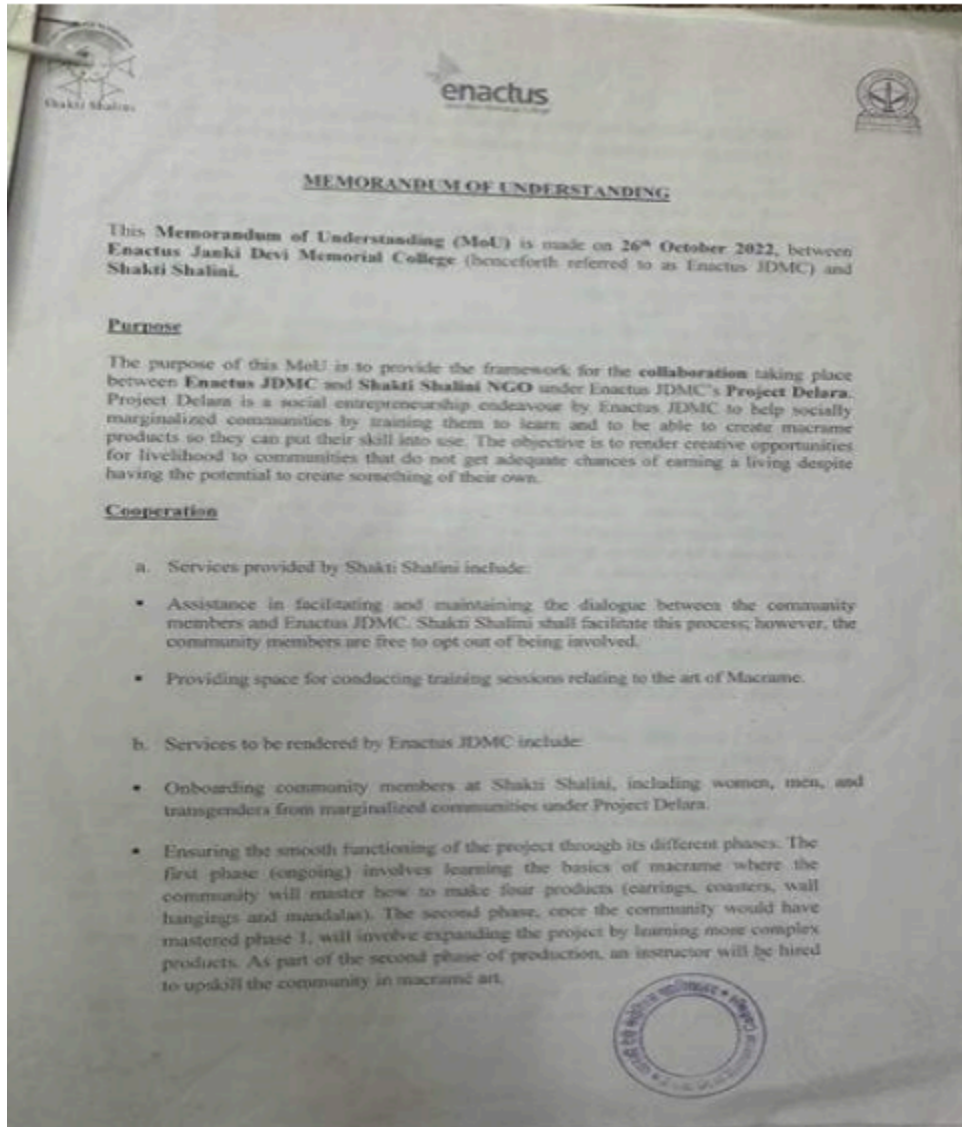 Shakti Shalini
enactus
MEMORANDUM OF UNDERSTANDING
This Memorandum of Understanding (MoU) is made on 26th October 2022, between
Enactus Janki Devi Memorial College (henceforth referred to as Enactus JDMC) and
Shakti Shalini.
Purpose
The purpose of this MoU is to provide the framework for the collaboration taking place
between Enactus JDMC and Shakti Shalini NGO under Enactus JDMC's Project Delara.
Project Delara is a social entrepreneurship endeavour by Enactus JDMC to help socially
marginalized communities by training them to learn and to be able to create macrame
products so they can put their skill into use. The objective is to render creative opportunities
for livelihood to communities that do not get adequate chances of earning a living despite
having the potential to create something of their own.
Cooperation
a. Services provided by Shakti Shalini include:
▪ Assistance in facilitating and maintaining the dialogue between the community
members and Enactus JDMC. Shakti Shalini shall facilitate this process; however, the
community members are free to opt out of being involved.
▪ Providing space for conducting training sessions relating to the art of Macrame.
b. Services to be rendered by Enactus JDMC include:
• Onboarding community members at Shakti Shalini, including women, men, and
transgenders from marginalized communities under Project Delara.
• Ensuring the smooth functioning of the project through its different phases. The
first phase (ongoing) involves learning the basics of macrame where the
community will master how to make four products (earrings, coasters, wall
hangings and mandalas). The second phase, once the community would have
mastered phase 1, will involve expanding the project by learning more complex
products. As part of the second phase of production, an instructor will be hired
to upskill the community in macramé art.